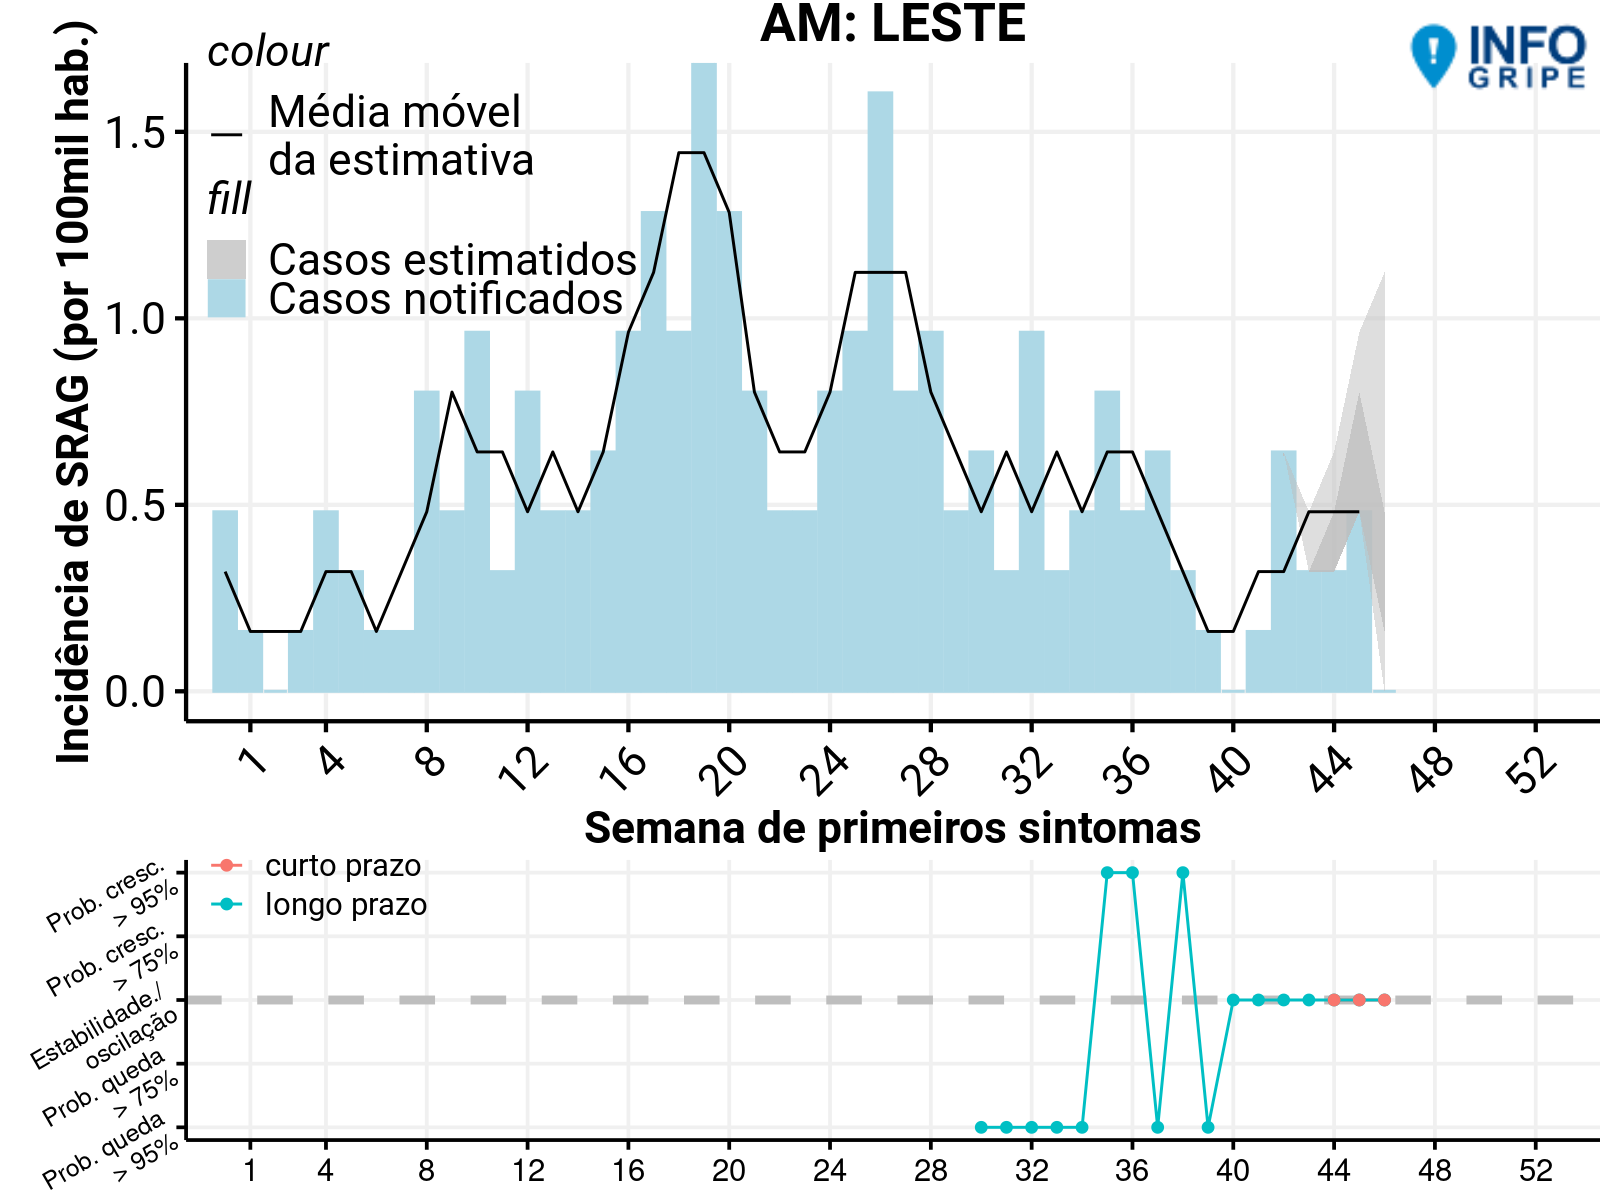 AM: LESTE
INFO
GRIPE
Incidência de SRAG (por 100mil hab.)
colour
Média móvel
da estimativa
fill
Casos estimatidos
Casos notificados
1.5
1.0
0.5
0.0
1 4 8 12 16 20 24 28 32 36 40 44 48 52
Semana de primeiros sintomas
curto prazo
longo prazo
Prob. cresc.
> 95%
Prob. cresc.
> 75%
Estabilidade./
oscilação
Prob. queda
> 75%
Prob. queda
> 95%
1 4 8 12 16 20 24 28 32 36 40 44 48 52